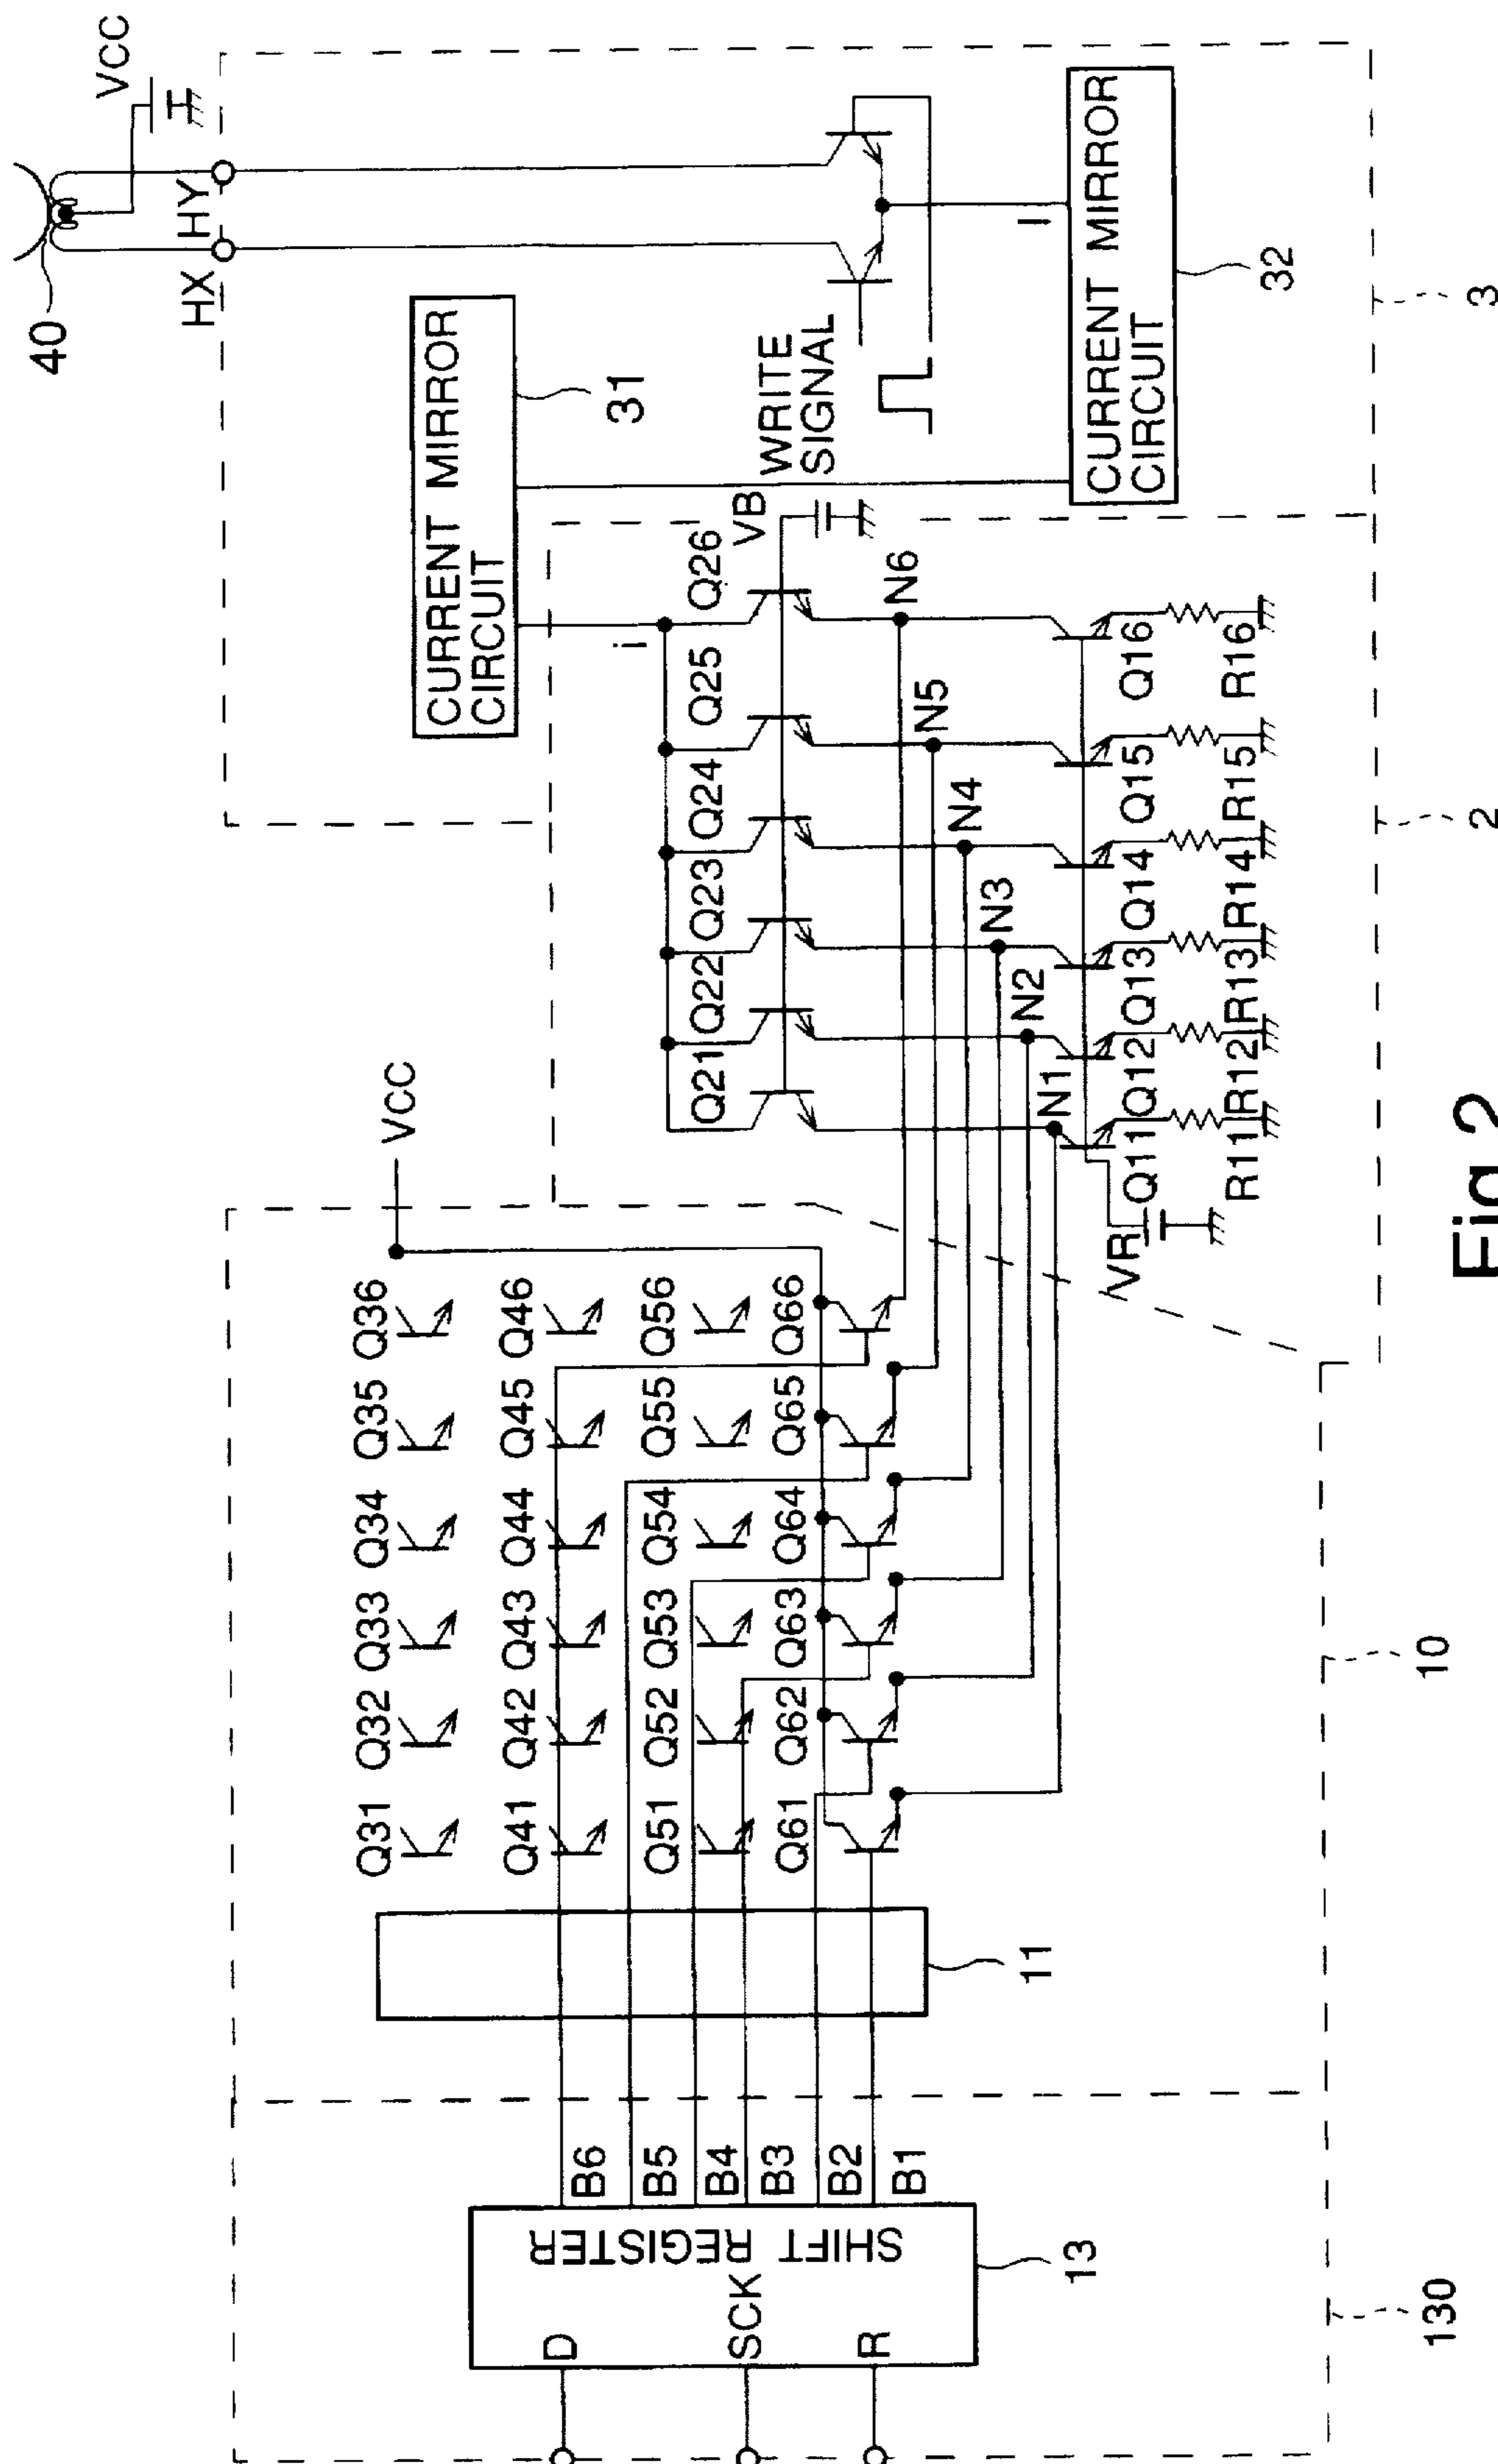 VCC
40
HX
HY
CURRENT MIRROR
CIRCUIT
31
WRITE
SIGNAL
I
CURRENT MIRROR
CIRCUIT
32
3
i
Q21
Q22
Q23
Q24
Q25
Q26
VB
N1
N2
N3
N4
N5
N6
Q11
Q12
Q13
Q14
Q15
Q16
R11
R12
R13
R14
R15
R16
VR
2
VCC
Q31
Q32
Q33
Q34
Q35
Q36
Q41
Q42
Q43
Q44
Q45
Q46
Q51
Q52
Q53
Q54
Q55
Q56
Q61
Q62
Q63
Q64
Q65
Q66
10
11
B6
B5
B4
B3
B2
B1
SHIFT REGISTER
D
SCK
R
13
130
Fig.2